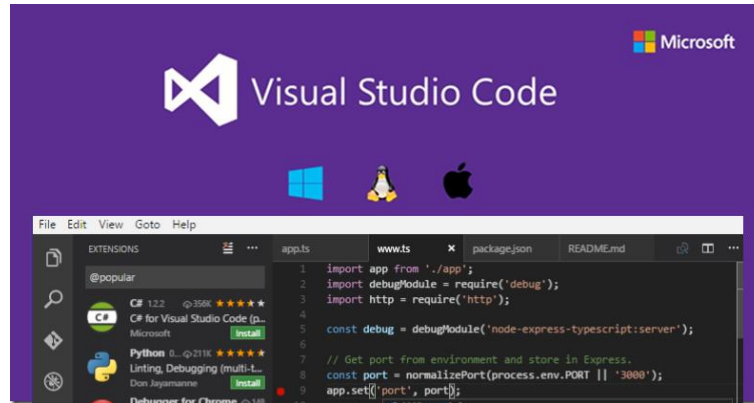 Microsoft
Visual Studio Code
File Edit View Goto Help
EXTENSIONS
@popular
C# 1.2.2 356K
C# for Visual Studio Code (p...
Microsoft Install
Python 0... 211K
Linting, Debugging (multi-t...
Don Jayamanne Install
Debugger for Chrome 148
app.ts www.ts × package.json README.md
1 import app from './app';
2 import debugModule = require('debug');
3 import http = require('http');
4
5 const debug = debugModule('node-express-typescript:server');
6
7 // Get port from environment and store in Express.
8 const port = normalizePort(process.env.PORT || '3000');
9 app.set('port', port);